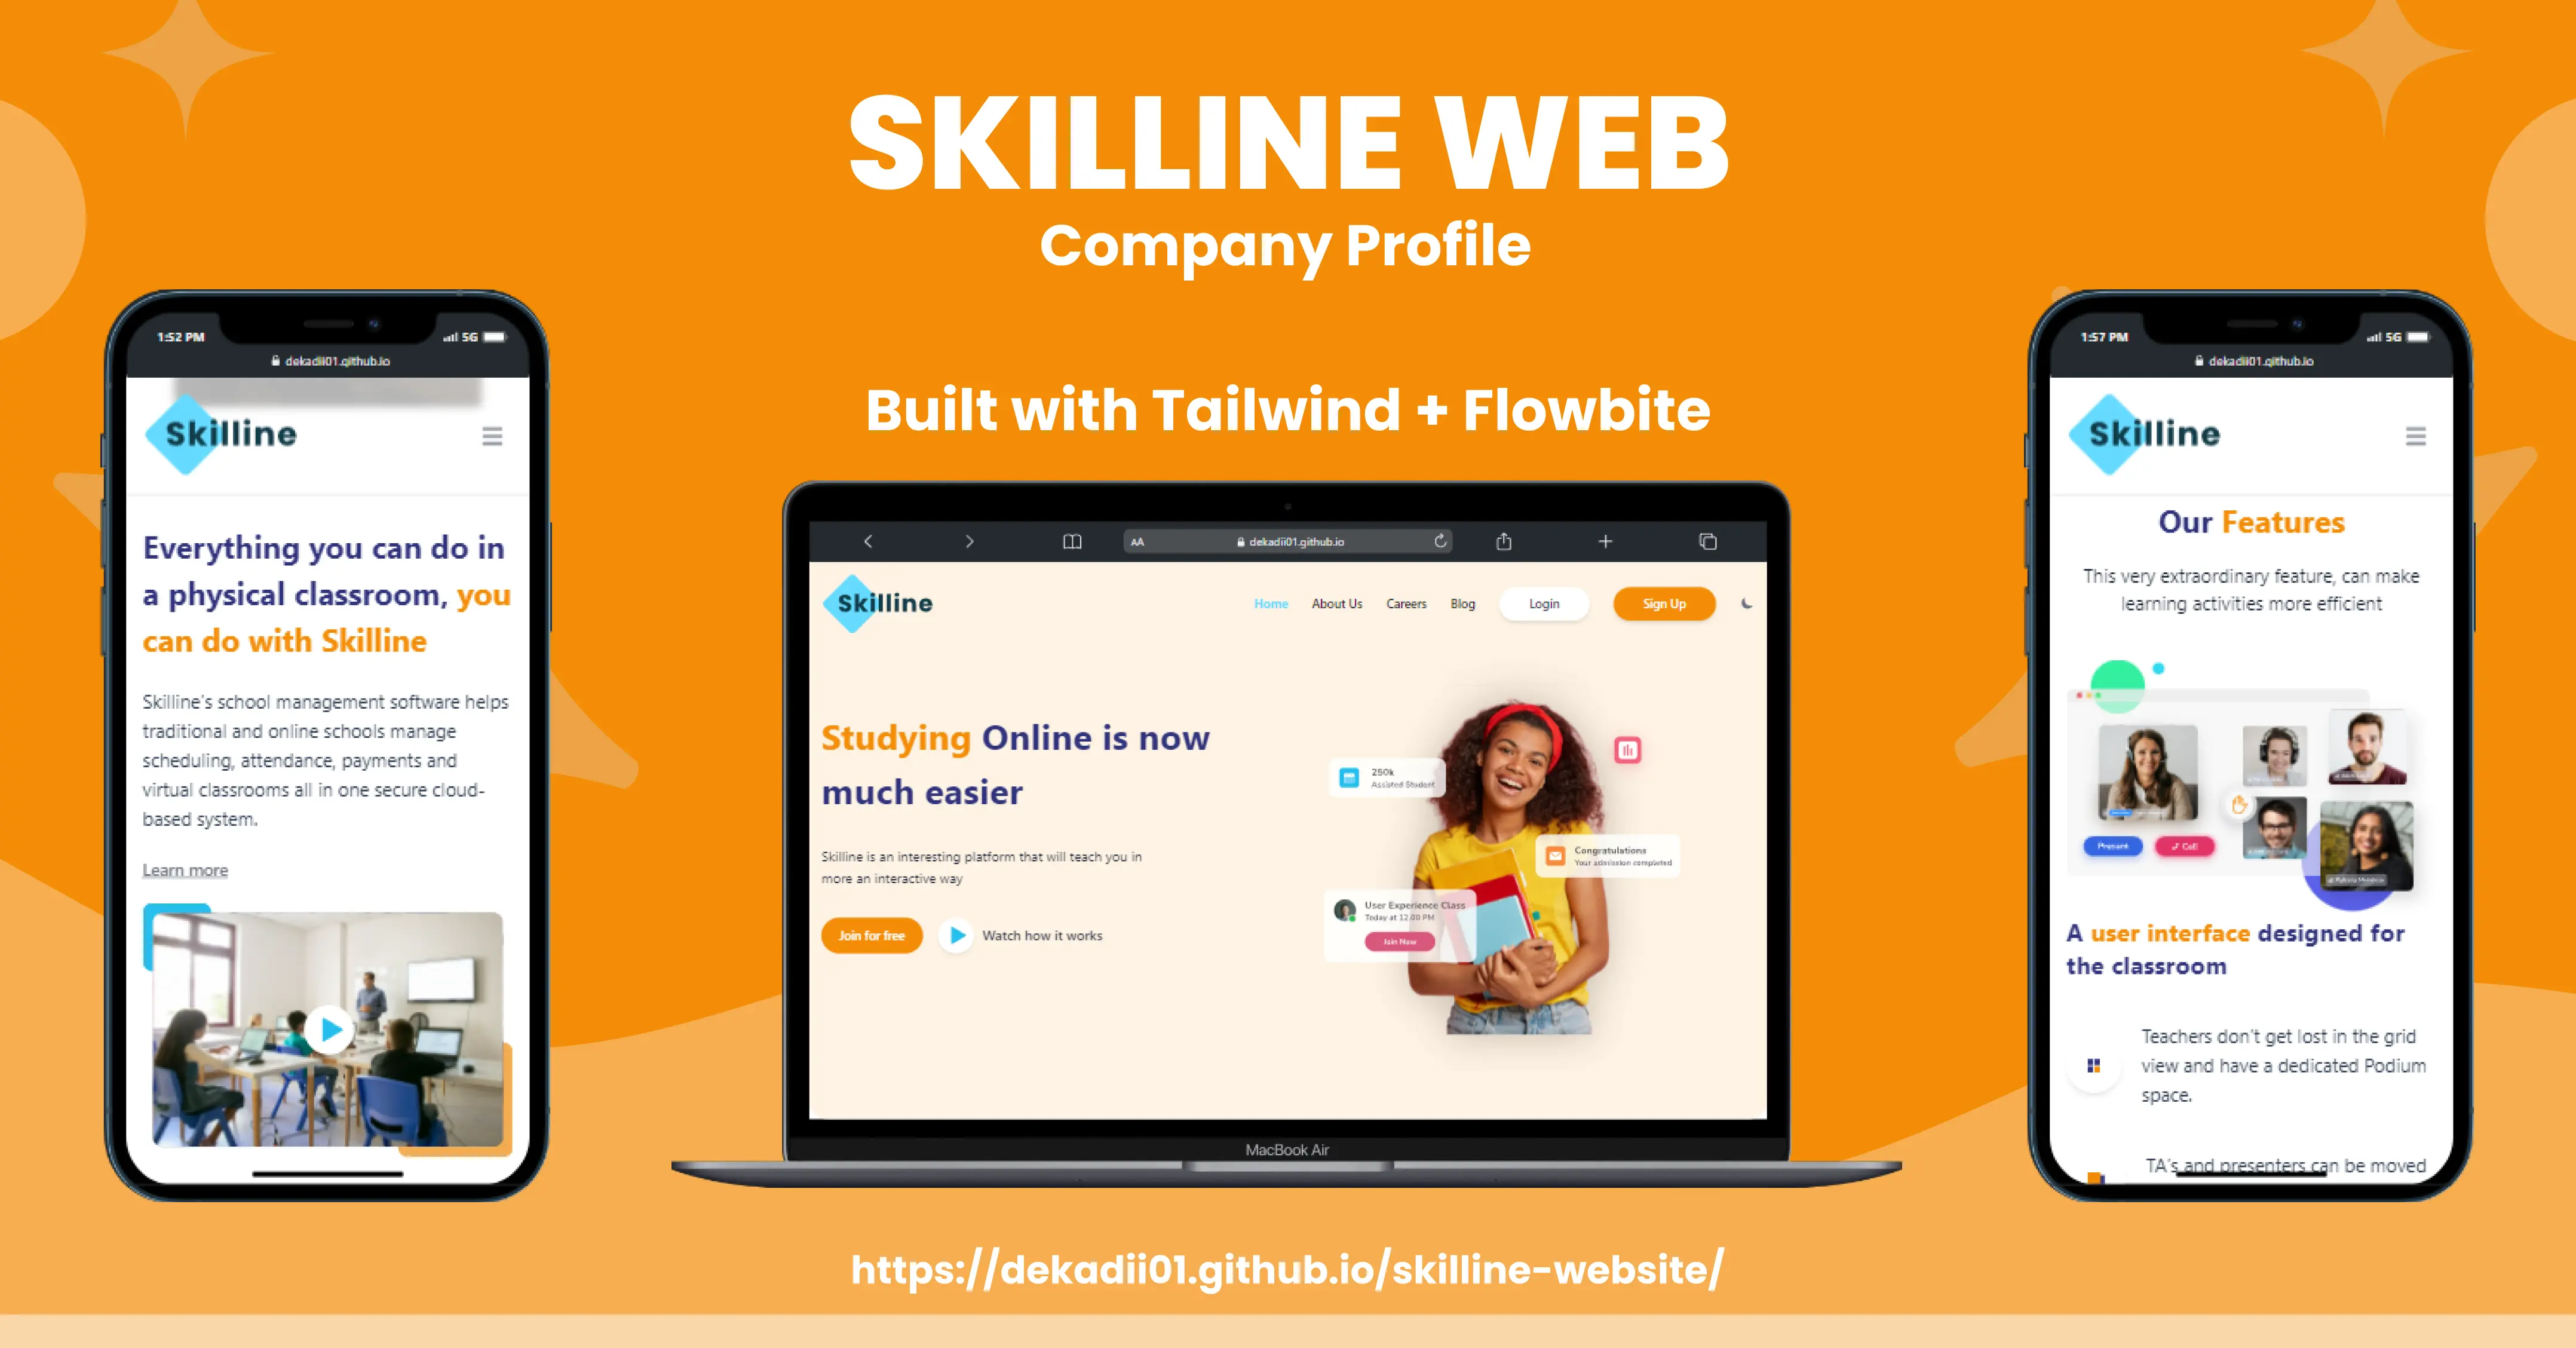 SKILLINE WEB
Company Profile
Built with Tailwind + Flowbite
1:52 PM
5G
dekadii01.github.io
Skilline
Everything you can do in
a physical classroom, you
can do with Skilline
Skilline's school management software helps
traditional and online schools manage
scheduling, attendance, payments and
virtual classrooms all in one secure cloud-
based system.
Learn more
AA
dekadii01.github.io
Skilline
Home
About Us
Careers
Blog
Login
Sign Up
Studying Online is now
much easier
Skilline is an interesting platform that will teach you in
more an interactive way
Join for free
Watch how it works
250k
Assisted Student
Congratulations
Your admission completed
User Experience Class
Today at 12.00 PM
Join Now
MacBook Air
1:57 PM
5G
dekadii01.github.io
Skilline
Our Features
This very extraordinary feature, can make
learning activities more efficient
Present
Call
A user interface designed for
the classroom
Teachers don't get lost in the grid
view and have a dedicated Podium
space.
TA's and presenters can be moved
https://dekadii01.github.io/skilline-website/